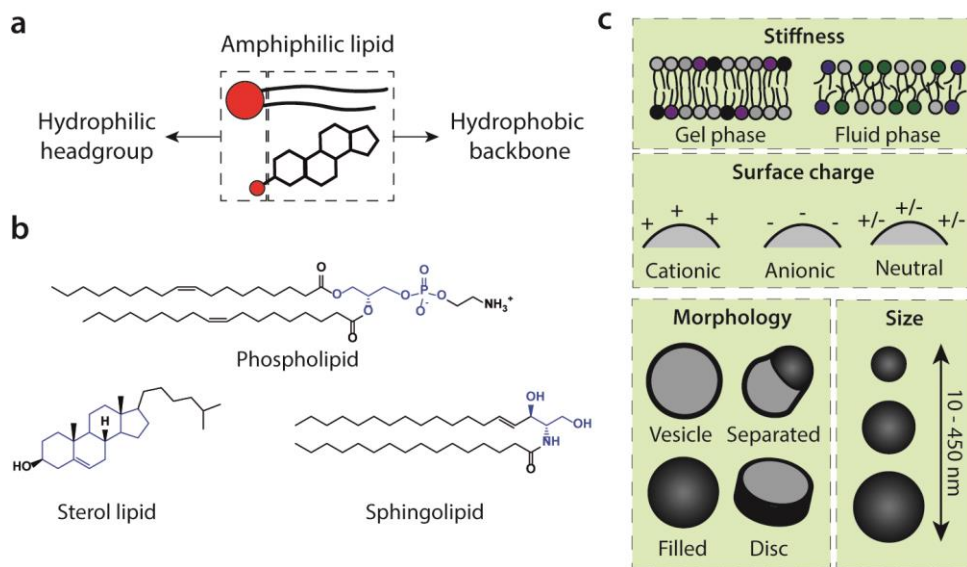 a
Amphiphilic lipid
Hydrophilic
headgroup
Hydrophobic
backbone
b
O
O
O
O
O
P
O
O
-
O
NH₃⁺
Phospholipid
H
HO
Sterol lipid
OH
OH
NH
O
Sphingolipid
c
Stiffness
Gel phase
Fluid phase
Surface charge
+ + +
- - -
+/- +/- +/-
Cationic
Anionic
Neutral
Morphology
Vesicle
Separated
Filled
Disc
Size
10 - 450 nm